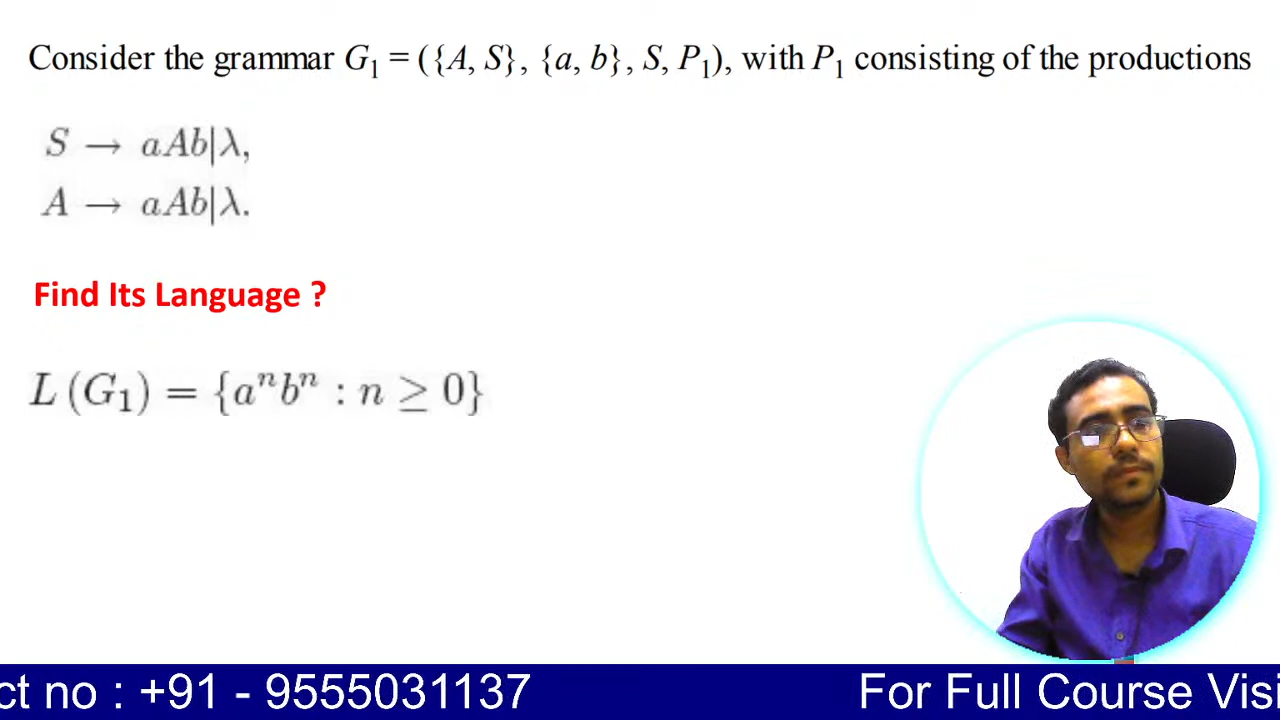 Consider the grammar G₁ = ({A, S}, {a, b}, S, P₁), with P₁ consisting of the productions
S → aAb|λ,
A → aAb|λ.
Find Its Language ?
L (G₁) = {aⁿbⁿ : n ≥ 0}
ct no : +91 - 9555031137 For Full Course Visi